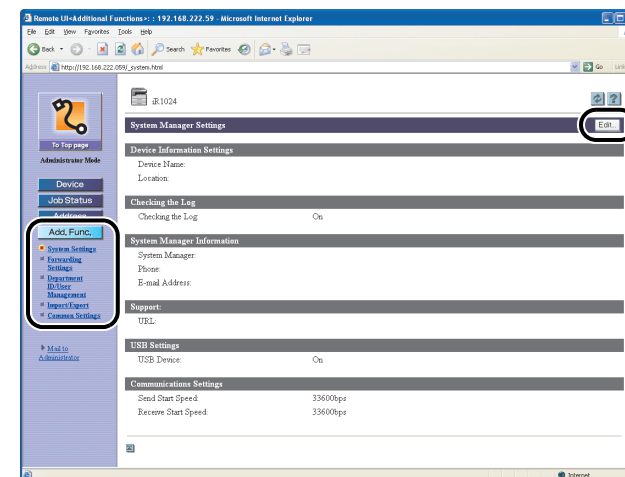 Remote UI<Additional Functions>: : 192.168.222.59 - Microsoft Internet Explorer
File Edit View Favorites Tools Help
Back Search Favorites
Address http://192.168.222.059/_system.html Go Links
iR1024
To Top page
Administrator Mode
System Manager Settings
Edit...
Device Information Settings
Device Name:
Location:
Device
Job Status
Address
Add. Func.
System Settings
Forwarding
Settings
Department
ID/User
Management
Import/Export
Common Settings
Mail to
Administrator
Checking the Log
Checking the Log: On
System Manager Information
System Manager:
Phone:
E-mail Address:
Support:
URL:
USB Settings
USB Device: On
Communications Settings
Send Start Speed: 33600bps
Receive Start Speed: 33600bps
Internet